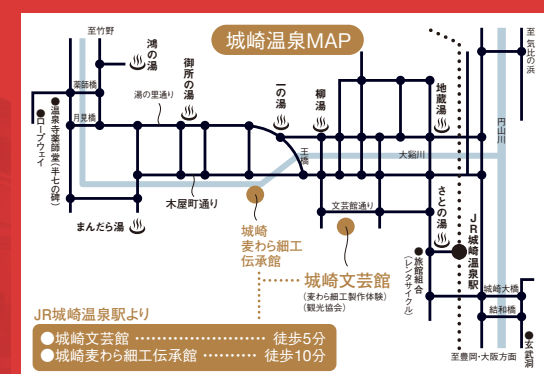 城崎温泉MAP
至竹野
鴻の湯
御所の湯
一の湯
柳湯
地蔵湯
至気比の浜
薬師橋
湯の里通り
月見橋
●ロープウェイ
●温泉寺薬師堂(半七の碑)
王橋
大谿川
円山川
木屋町通り
まんだら湯
文芸館通り
さとの湯
JR城崎温泉駅
城崎
麦わら細工
伝承館
城崎文芸館
(麦わら細工製作体験)
(観光協会)
●旅館組合
(レンタサイクル)
城崎大橋
結和橋
●玄武洞
至豊岡・大阪方面
JR城崎温泉駅より
●城崎文芸館 ………………… 徒歩5分
●城崎麦わら細工伝承館 ……… 徒歩10分